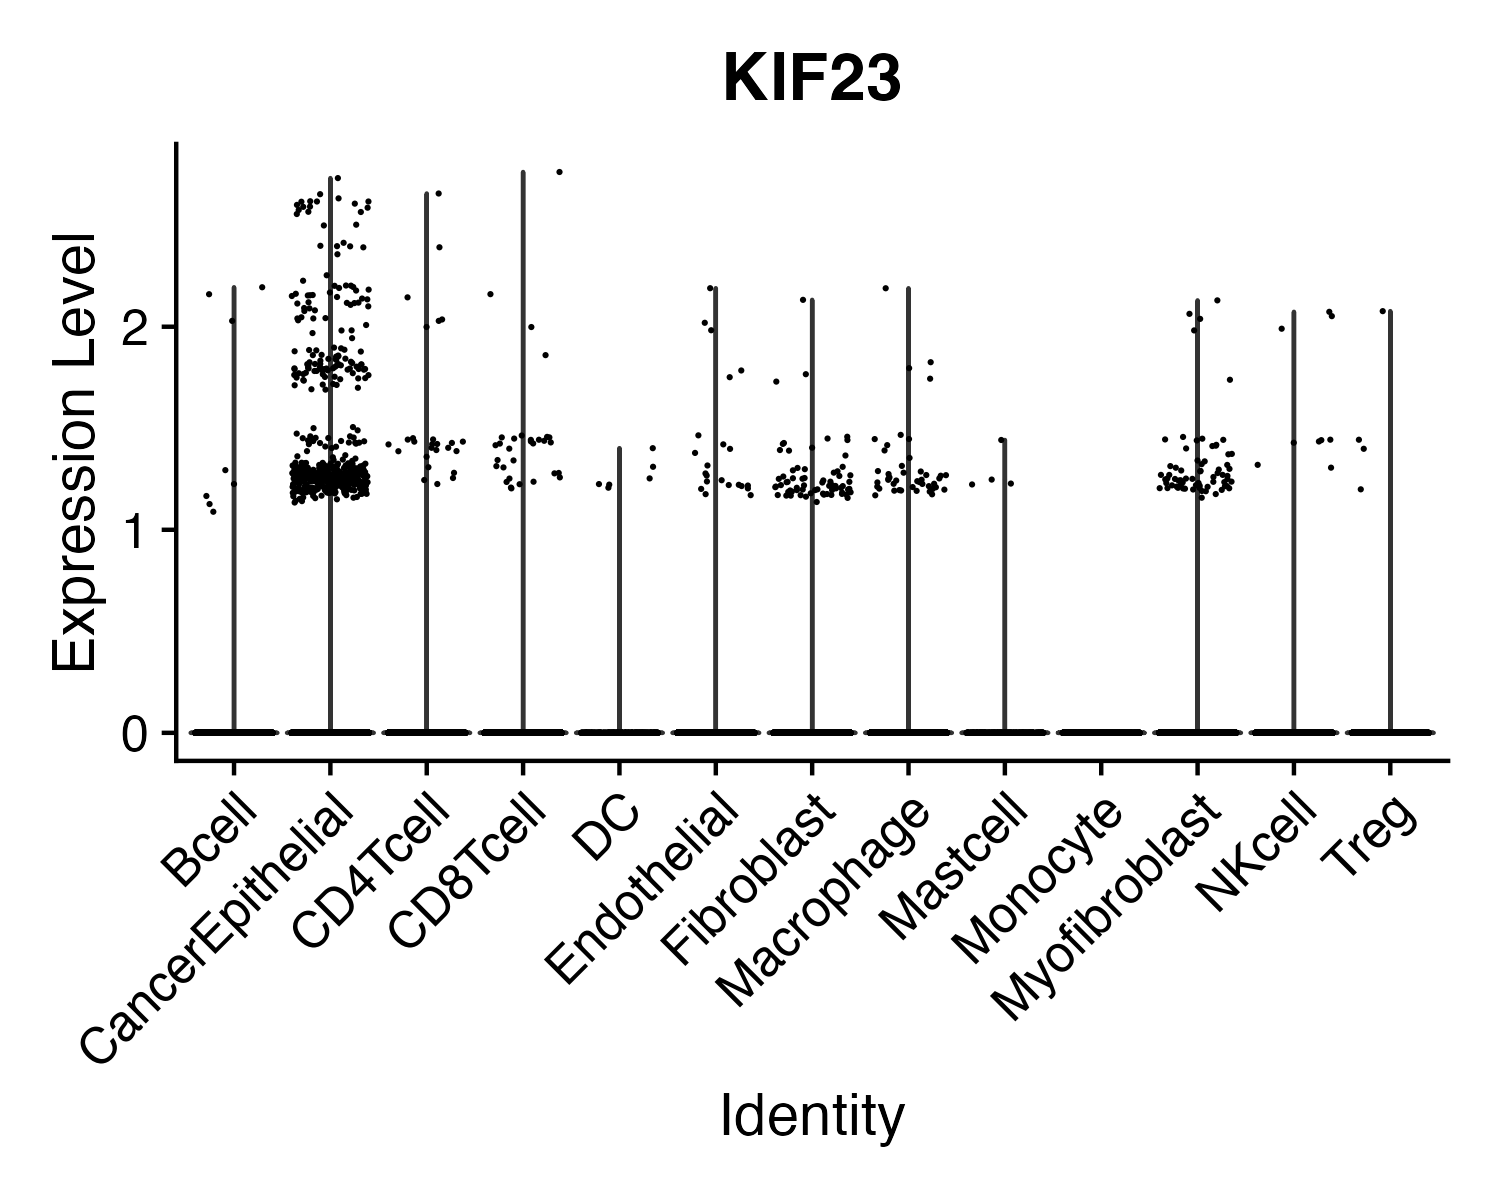 KIF23
Expression Level
2
1
0
Bcell
CancerEpithelial
CD4Tcell
CD8Tcell
DC
Endothelial
Fibroblast
Macrophage
Mastcell
Monocyte
Myofibroblast
NKcell
Treg
Identity